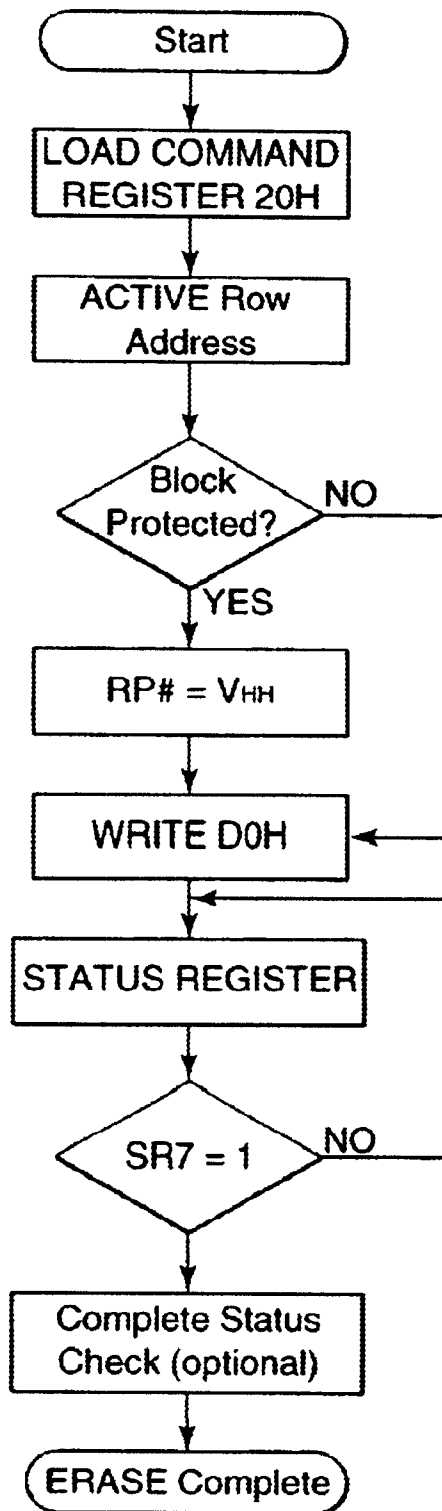 Start
LOAD COMMAND
REGISTER 20H
ACTIVE Row
Address
Block
Protected?
NO
YES
RP# = VHH
WRITE D0H
STATUS REGISTER
SR7 = 1
NO
Complete Status
Check (optional)
ERASE Complete